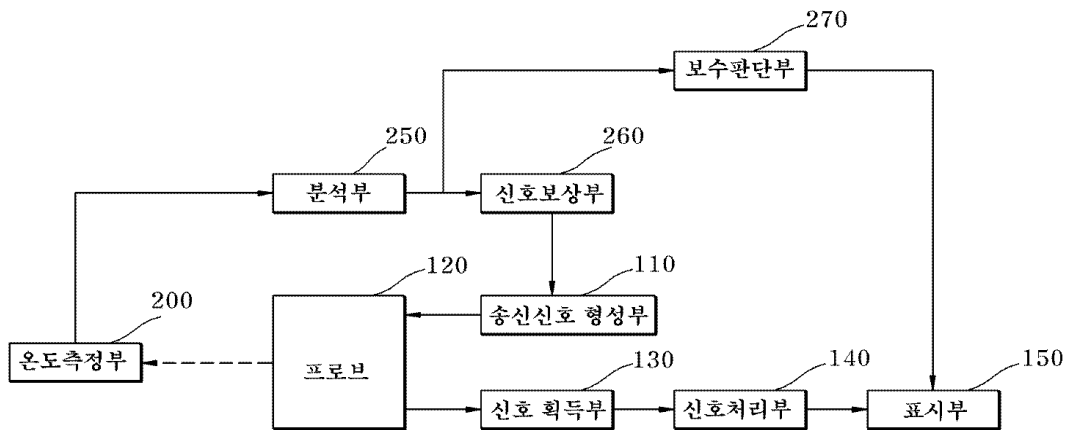 270
보수판단부
250
분석부
260
신호보상부
120
프로브
110
송신신호 형성부
200
온도측정부
130
신호 획득부
140
신호처리부
150
표시부